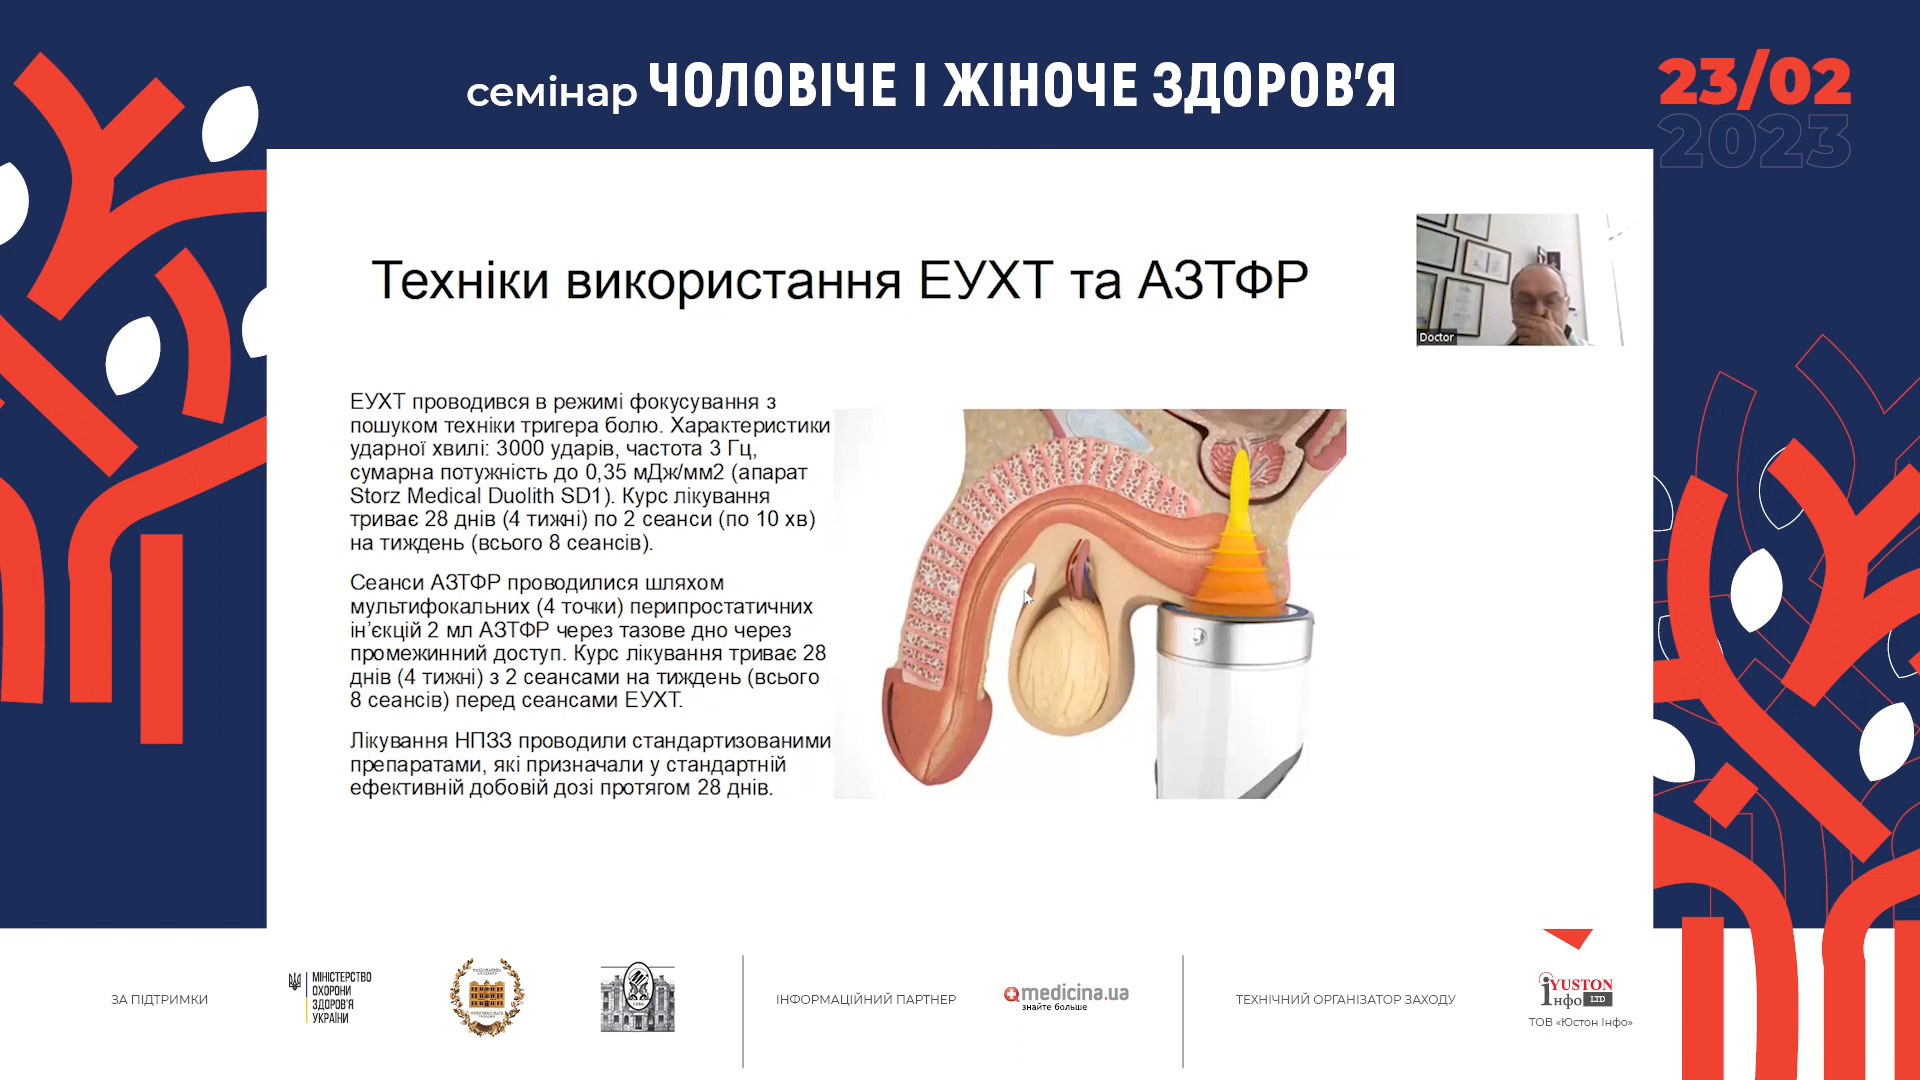 семінар ЧОЛОВІЧЕ І ЖІНОЧЕ ЗДОРОВ'Я
23/02
2023
Техніки використання ЕУХТ та АЗТФР
Doctor
ЕУХТ проводився в режимі фокусування з
пошуком техніки тригера болю. Характеристики
ударної хвилі: 3000 ударів, частота 3 Гц,
сумарна потужність до 0,35 мДж/мм2 (апарат
Storz Medical Duolith SD1). Курс лікування
триває 28 днів (4 тижні) по 2 сеанси (по 10 хв)
на тиждень (всього 8 сеансів).
Сеанси АЗТФР проводилися шляхом
мультифокальних (4 точки) перипростатичних
ін’єкцій 2 мл АЗТФР через тазове дно через
промежинний доступ. Курс лікування триває 28
днів (4 тижні) з 2 сеансами на тиждень (всього
8 сеансів) перед сеансами ЕУХТ.
Лікування НПЗЗ проводили стандартизованими
препаратами, які призначали у стандартній
ефективній добовій дозі протягом 28 днів.
ЗА ПІДТРИМКИ
МІНІСТЕРСТВО
ОХОРОНИ
ЗДОРОВ'Я
УКРАЇНИ
ІНФОРМАЦІЙНИЙ ПАРТНЕР
medicina.ua
знайте больше
ТЕХНІЧНИЙ ОРГАНІЗАТОР ЗАХОДУ
YUSTON
Інфо LTD
ТОВ «Юстон Інфо»